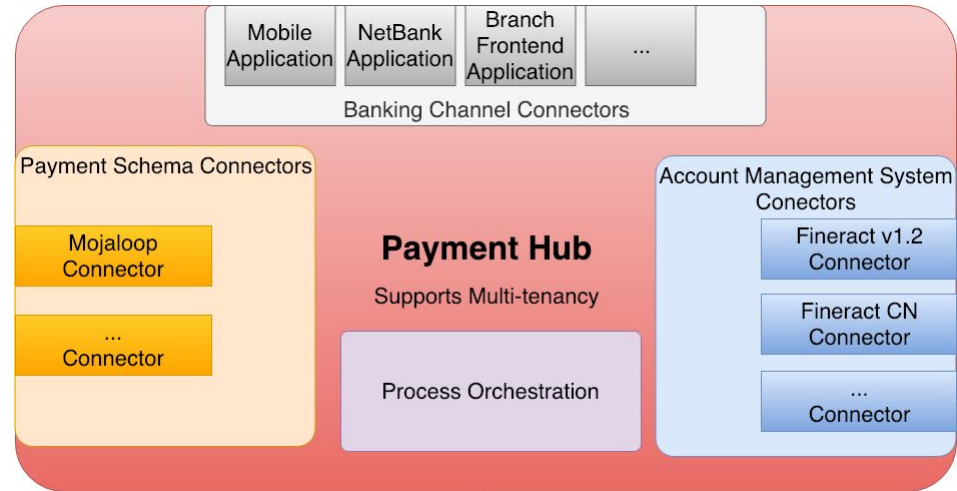 Mobile
Application
NetBank
Application
Branch
Frontend
Application
...
Banking Channel Connectors
Payment Schema Connectors
Mojaloop
Connector
...
Connector
Payment Hub
Supports Multi-tenancy
Process Orchestration
Account Management System
Conectors
Fineract v1.2
Connector
Fineract CN
Connector
...
Connector